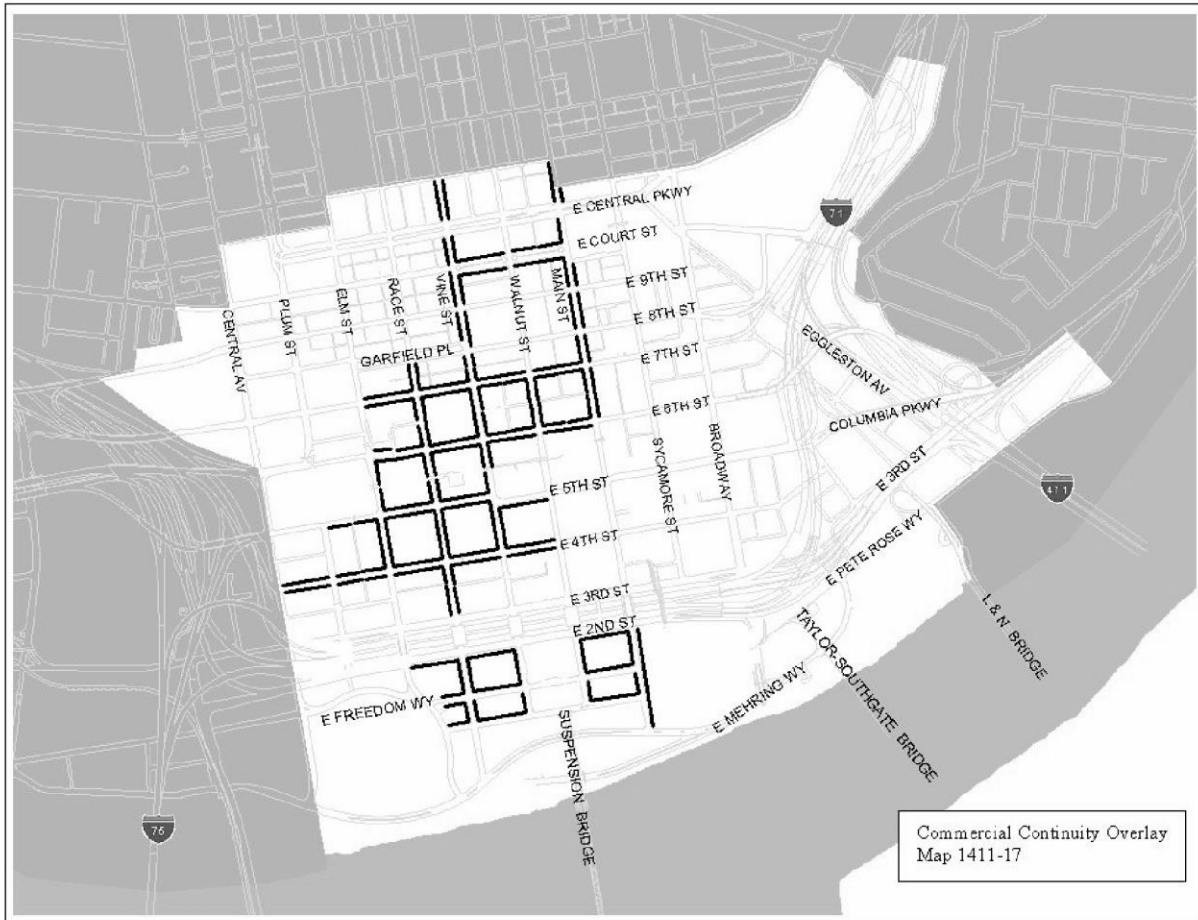 E CENTRAL PKWY
71
E COURT ST
E 9TH ST
E 8TH ST
E 7TH ST
E 6TH ST
CENTRAL AV
PLUM ST
ELM ST
RACE ST
VINE ST
WALNUT ST
MAIN ST
GARFIELD PL
EGGLESTON AV
COLUMBIA PKWY
SYCAMORE ST
BROADWAY
E 3RD ST
471
E 5TH ST
E 4TH ST
E PETE ROSE WY
E 3RD ST
L & N BRIDGE
E 2ND ST
TAYLOR-SOUTHGATE BRIDGE
E MEHRING WY
E FREEDOM WY
SUSPENSION BRIDGE
75
Commercial Continuity Overlay
Map 1411-17